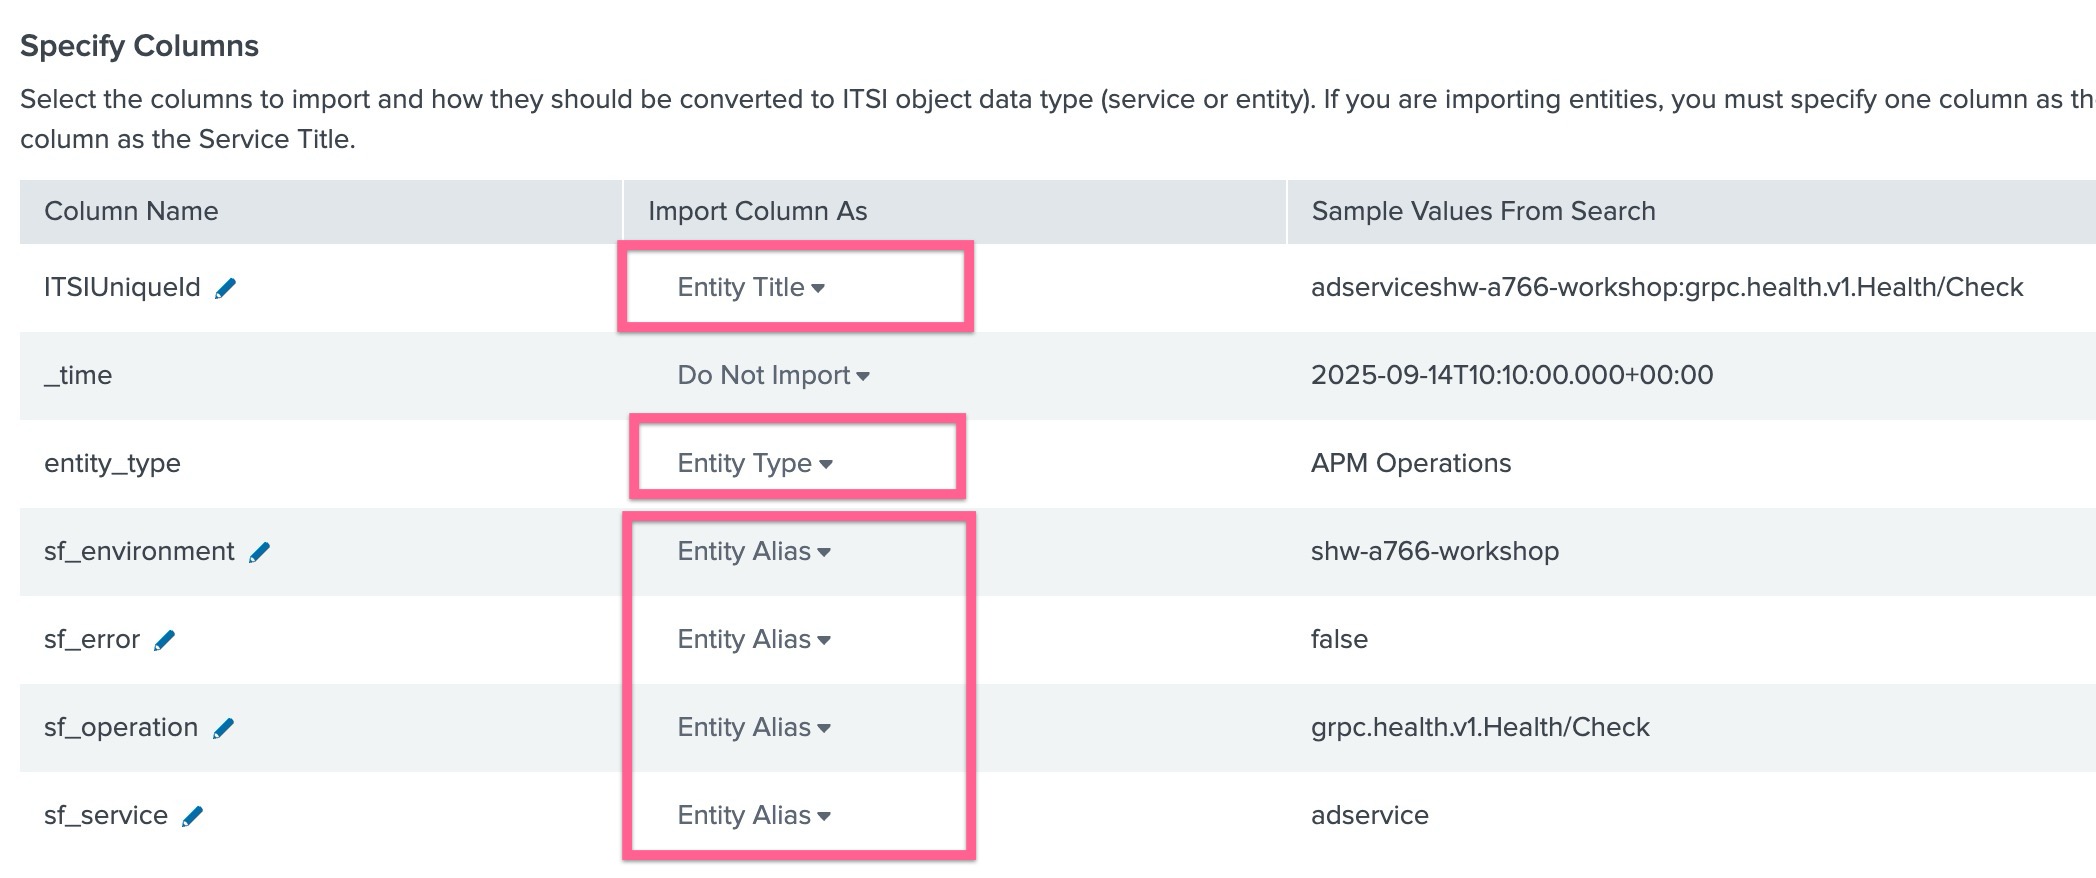 Specify Columns
Select the columns to import and how they should be converted to ITSI object data type (service or entity). If you are importing entities, you must specify one column as
column as the Service Title.
Column Name Import Column As Sample Values From Search
ITSIUniqueId Entity Title adserviceshw-a766-workshop:grpc.health.v1.Health/Check
_time Do Not Import 2025-09-14T10:10:00.000+00:00
entity_type Entity Type APM Operations
sf_environment Entity Alias shw-a766-workshop
sf_error Entity Alias false
sf_operation Entity Alias grpc.health.v1.Health/Check
sf_service Entity Alias adservice